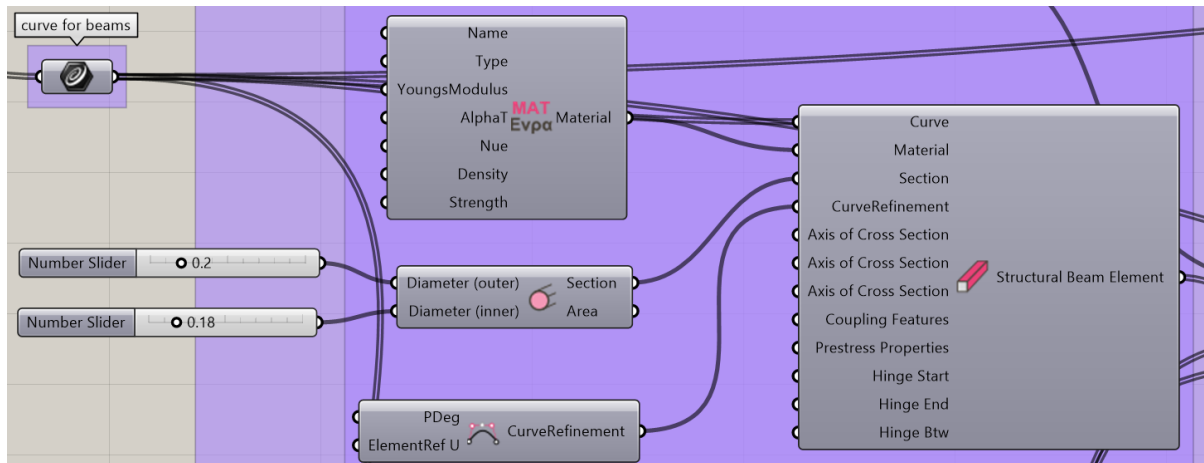 curve for beams
Name
Type
YoungsModulus
AlphaT
Nue
Density
Strength
MAT
Ενρα
Material
Curve
Material
Section
CurveRefinement
Axis of Cross Section
Axis of Cross Section
Axis of Cross Section
Coupling Features
Prestress Properties
Hinge Start
Hinge End
Hinge Btw
Structural Beam Element
Number Slider 0.2
Number Slider 0.18
Diameter (outer)
Diameter (inner)
Section
Area
PDeg
ElementRef U
CurveRefinement